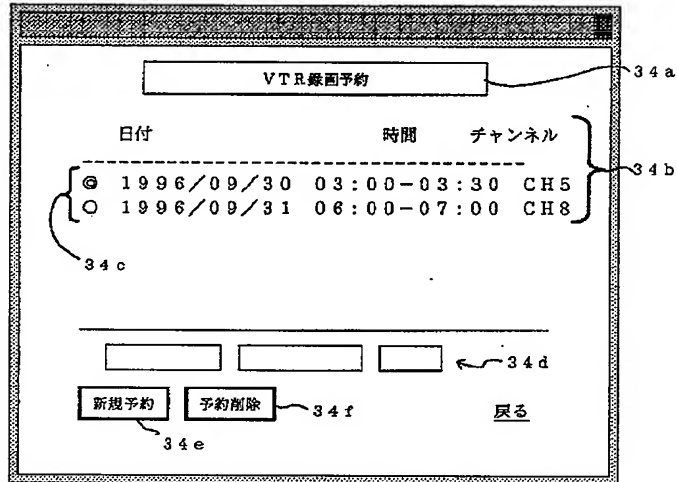 VTR録画予約
34a
日付 時間 チャンネル
34b
◎ 1996/09/30 03:00-03:30 CH5
○ 1996/09/31 06:00-07:00 CH8
34c
34d
新規予約 予約削除 34f 戻る
34e